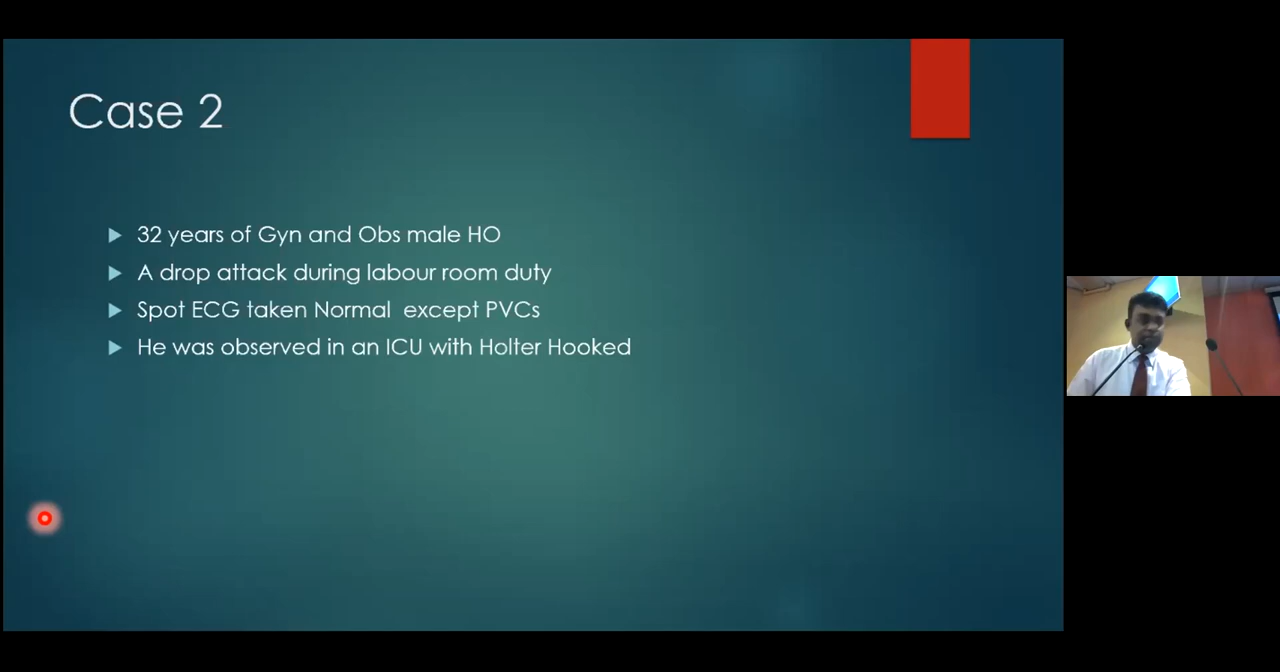 Case 2
32 years of Gyn and Obs male HO
A drop attack during labour room duty
Spot ECG taken Normal  except PVCs
He was observed in an ICU with Holter Hooked